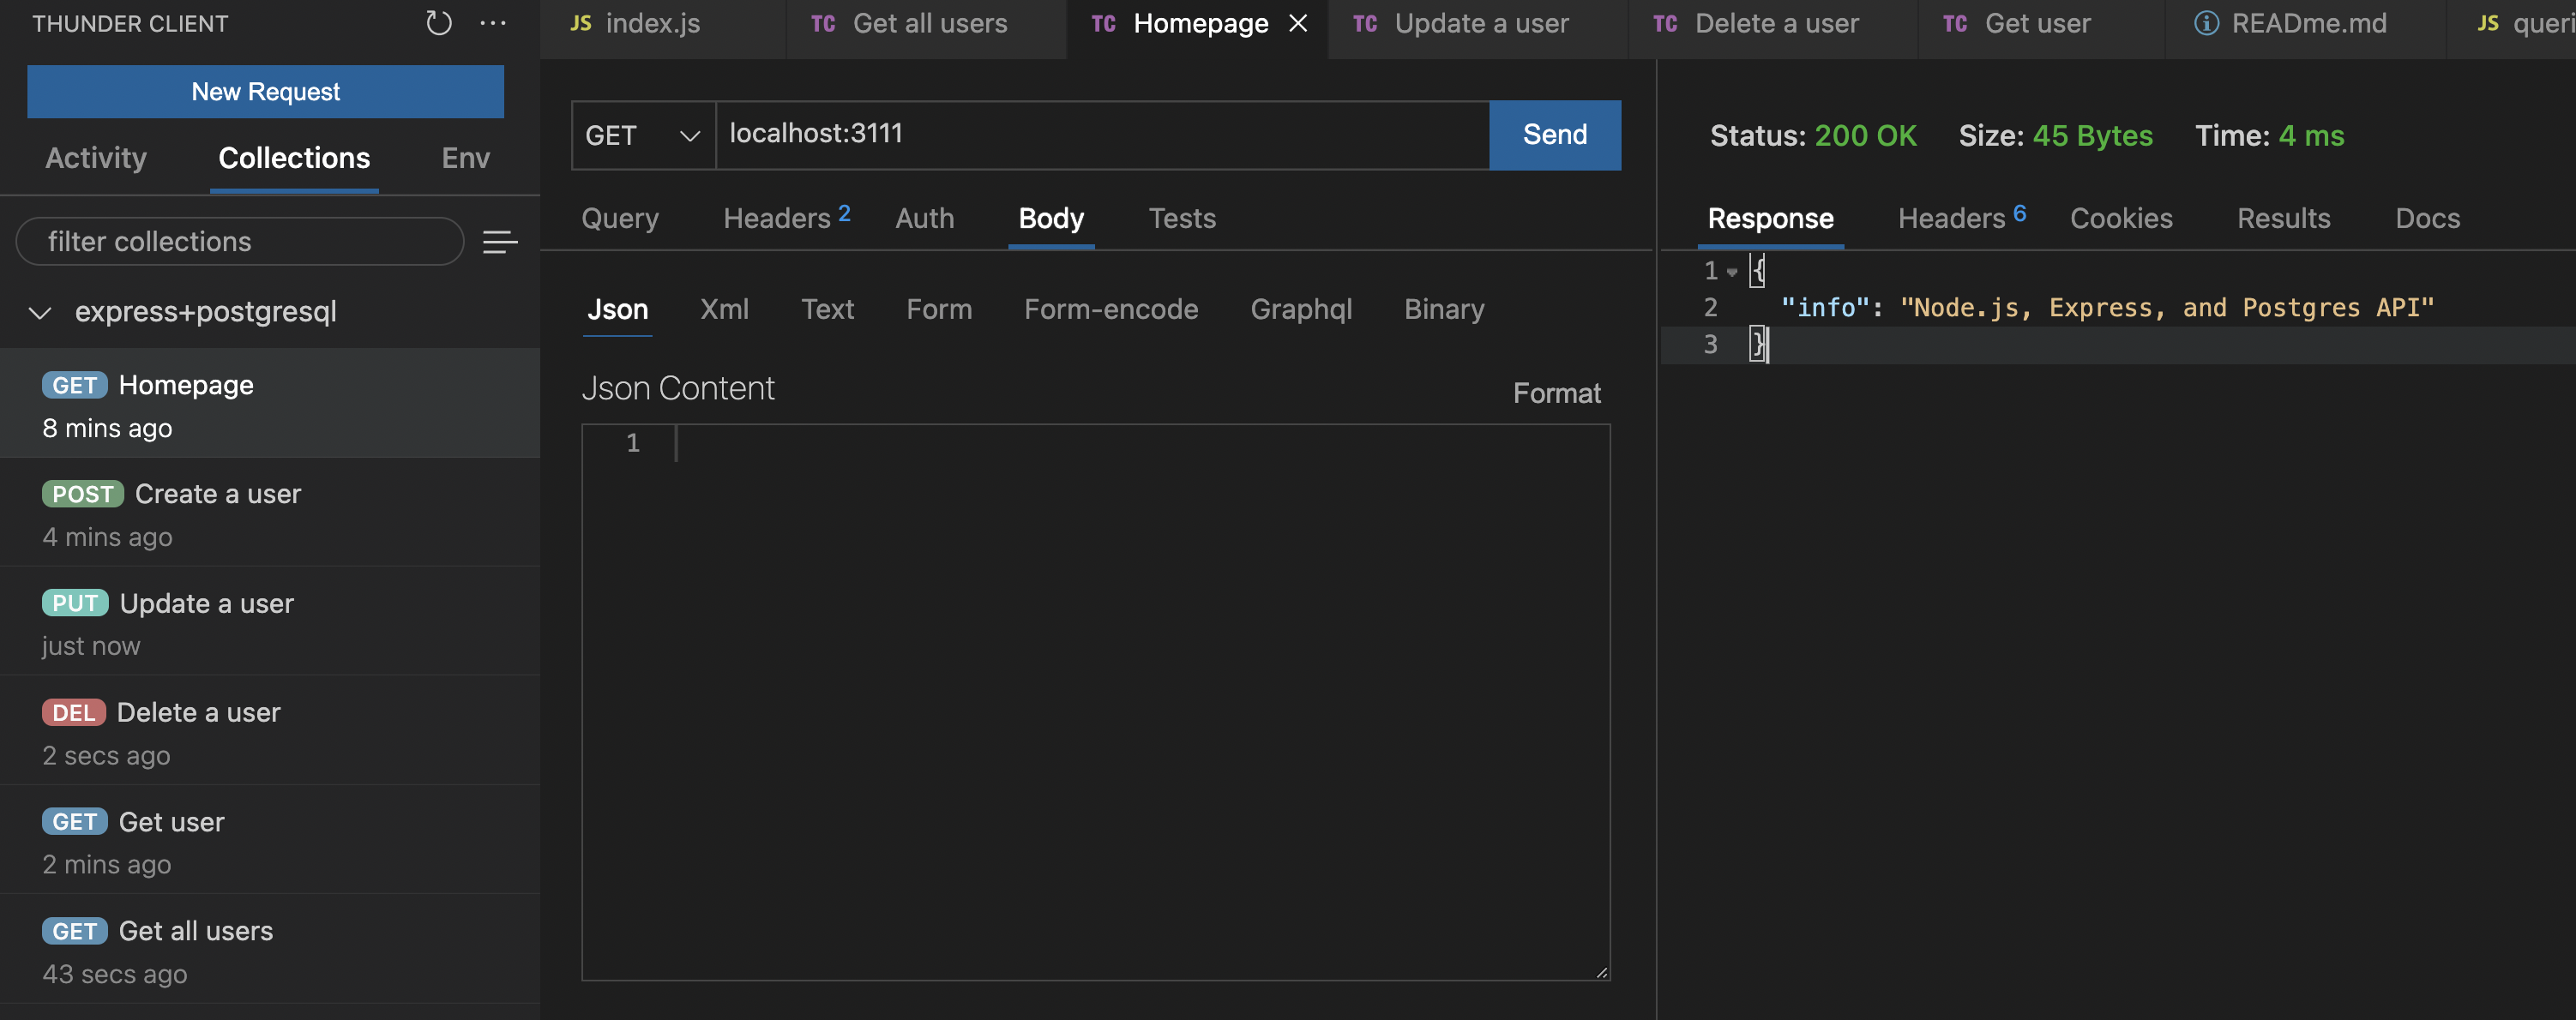 THUNDER CLIENT
New Request
Activity Collections Env
filter collections
express+postgresql
GET Homepage
8 mins ago
POST Create a user
4 mins ago
PUT Update a user
just now
DEL Delete a user
2 secs ago
GET Get user
2 mins ago
GET Get all users
43 secs ago
JS index.js TC Get all users TC Homepage TC Update a user TC Delete a user TC Get user READme.md JS queri
GET localhost:3111 Send
Query Headers 2 Auth Body Tests
Json Xml Text Form Form-encode Graphql Binary
Json Content Format
1
Status: 200 OK Size: 45 Bytes Time: 4 ms
Response Headers 6 Cookies Results Docs
1 {
2 "info": "Node.js, Express, and Postgres API"
3 }